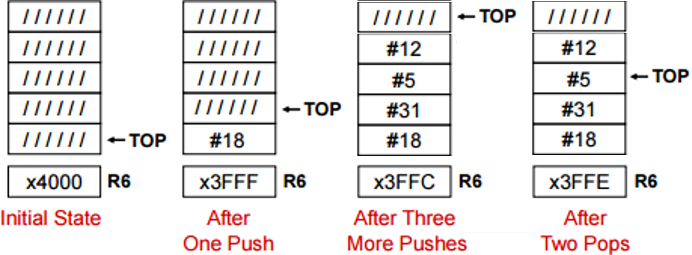 ////// ////// ////// ← TOP //////
////// ////// #12 #12
////// ////// #5 #5 ← TOP
////// ////// ← TOP #31 #31
////// ← TOP #18 #18 #18
x4000 R6 x3FFF R6 x3FFC R6 x3FFE R6
Initial State After After Three After
One Push More Pushes Two Pops